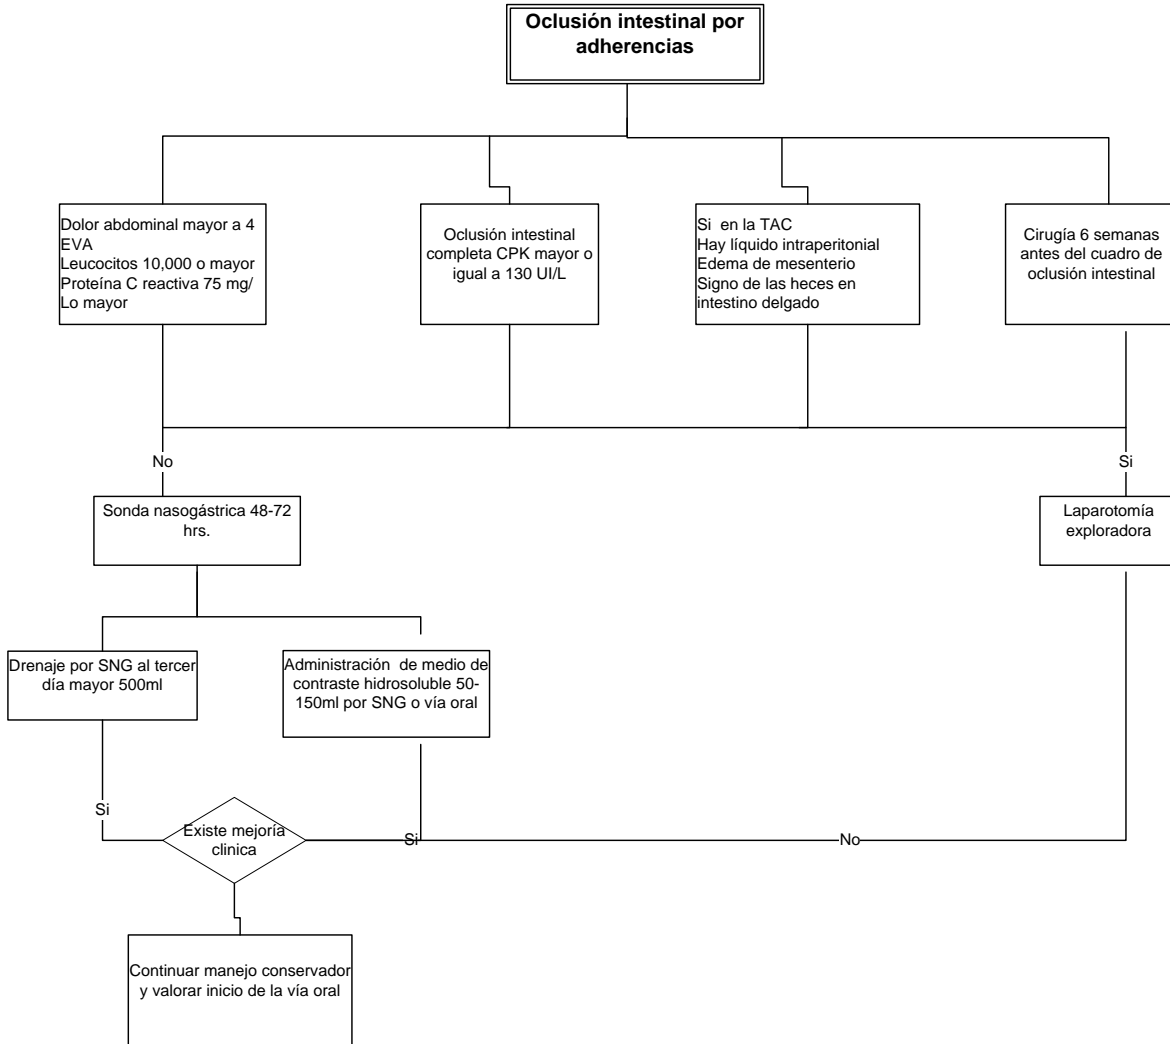 Oclusión intestinal por
adherencias
Dolor abdominal mayor a 4
EVA
Leucocitos 10,000 o mayor
Proteína C reactiva 75 mg/
Lo mayor
Oclusión intestinal
completa CPK mayor o
igual a 130 UI/L
Si en la TAC
Hay líquido intraperitonial
Edema de mesenterio
Signo de las heces en
intestino delgado
Cirugía 6 semanas
antes del cuadro de
oclusión intestinal
No
Si
Sonda nasogástrica 48-72
hrs.
Laparotomía
exploradora
Drenaje por SNG al tercer
día mayor 500ml
Administración de medio de
contraste hidrosoluble 50-
150ml por SNG o vía oral
Si
Existe mejoría
clinica
Si
No
Continuar manejo conservador
y valorar inicio de la vía oral